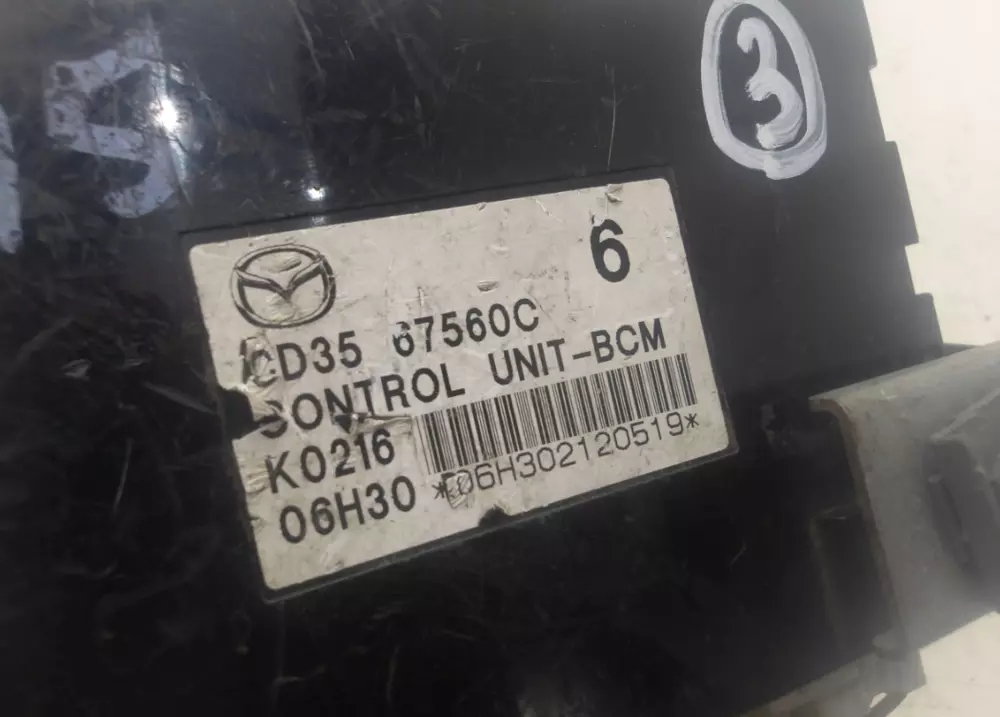 3
6
CD35 67560C
CONTROL UNIT-BCM
K0216
06H30 *06H302120519*